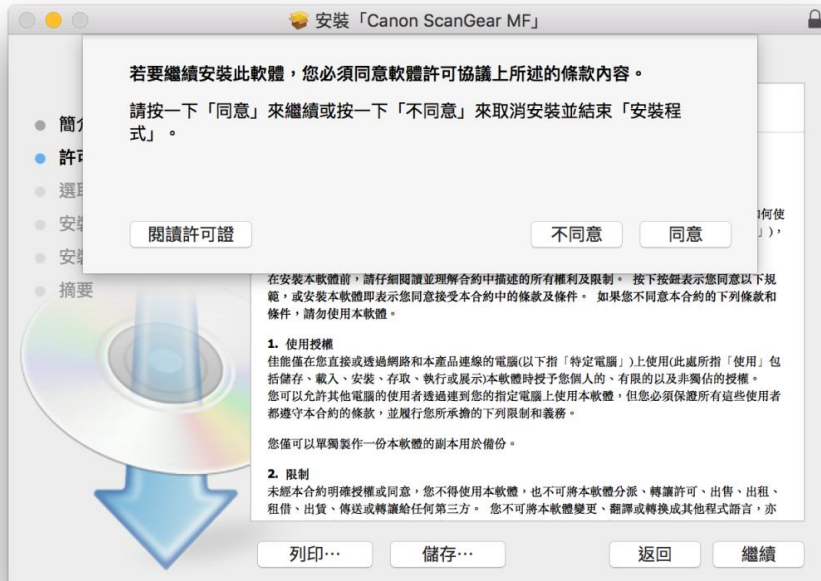 安裝「Canon ScanGear MF」
若要繼續安裝此軟體，您必須同意軟體許可協議上所述的條款內容。
請按一下「同意」來繼續或按一下「不同意」來取消安裝並結束「安裝程
式」。
閱讀許可證
不同意
同意
簡
許
選
安
安
摘要
何使
」)，
在安裝本軟體前，請仔細閱讀並理解合約中描述的所有權利及限制。 按下按鈕表示您同意以下規
範，或安裝本軟體即表示您同意接受本合約中的條款及條件。 如果您不同意本合約的下列條款和
條件，請勿使用本軟體。
1. 使用授權
佳能僅在您直接或透過網路和本產品連線的電腦(以下指「特定電腦」)上使用(此處所指「使用」包
括儲存、載入、安裝、存取、執行或展示)本軟體時授予您個人的、有限的以及非獨佔的授權。
您可以允許其他電腦的使用者透過連到您的指定電腦上使用本軟體，但您必須保證所有這些使用者
都遵守本合約的條款，並履行您所承擔的下列限制和義務。
您僅可以單獨製作一份本軟體的副本用於備份。
2. 限制
未經本合約明確授權或同意，您不得使用本軟體，也不可將本軟體分派、轉讓許可、出售、出租、
租借、出賃、傳送或轉讓給任何第三方。 您不可將本軟體變更、翻譯或轉換成其他程式語言，亦
列印⋯
儲存⋯
返回
繼續